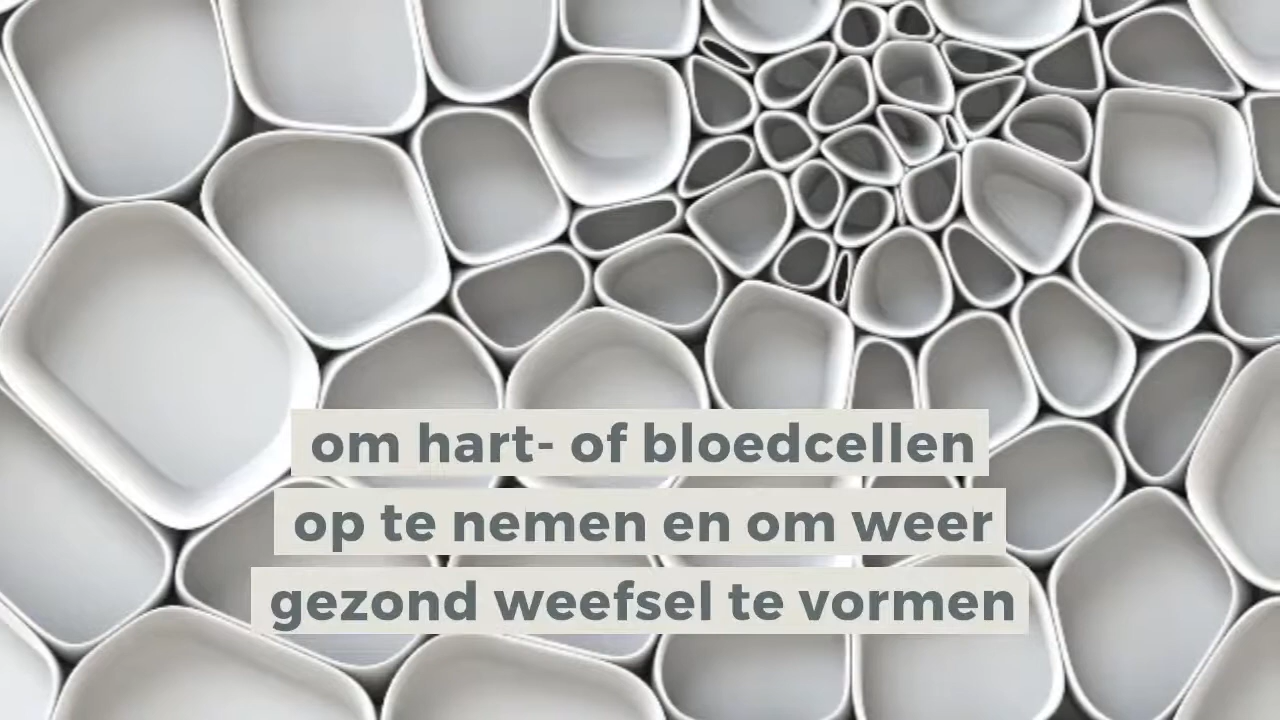 om hart- of bloedcellen
op te nemen en om weer
gezond weefsel te vormen